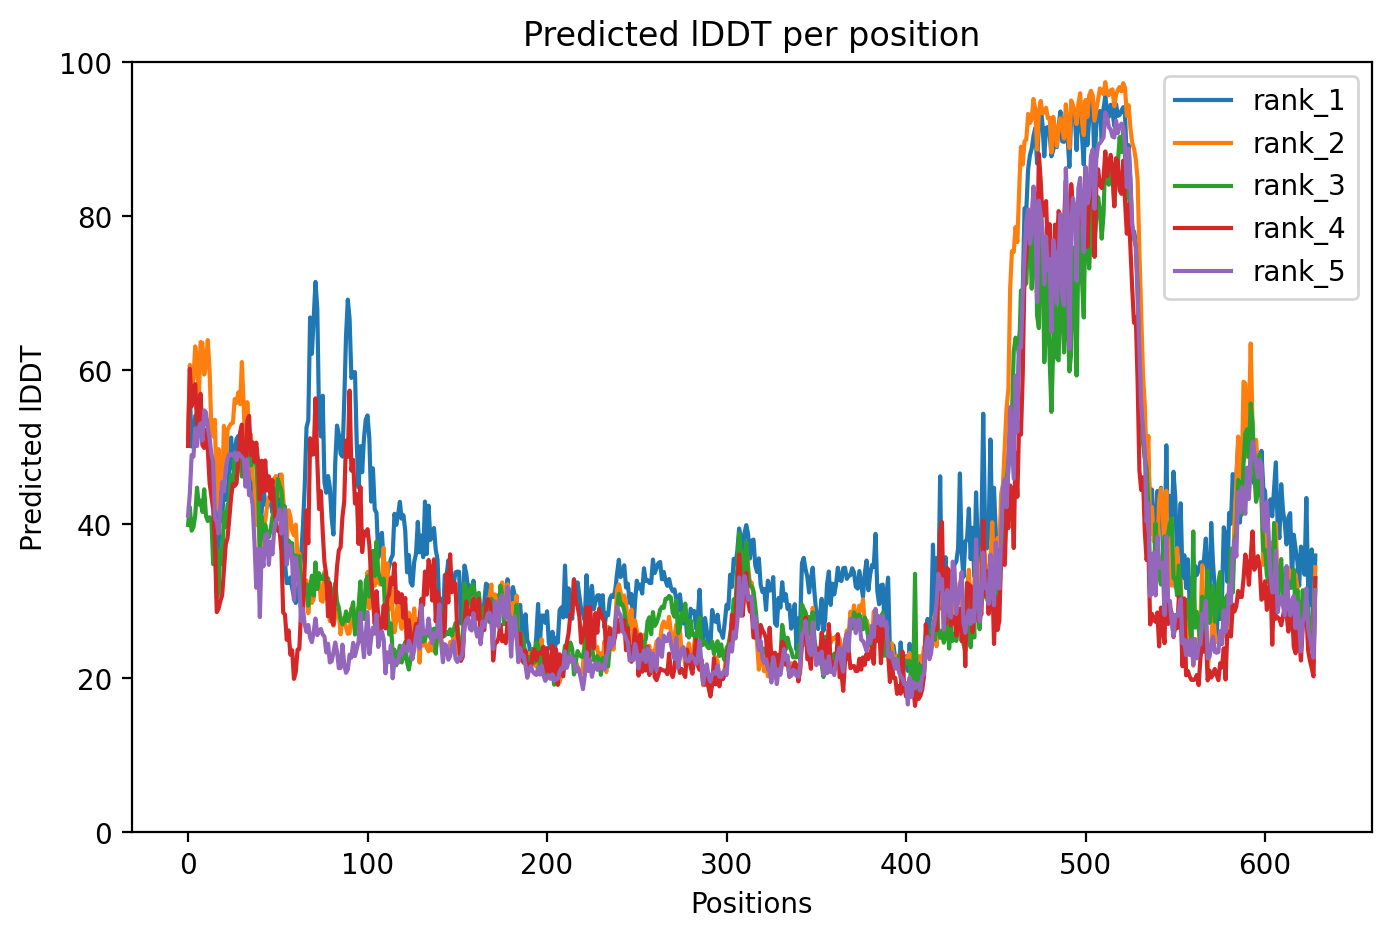 Predicted lDDT per position
100
80
60
40
20
0
Predicted lDDT
0 100 200 300 400 500 600
Positions
rank_1
rank_2
rank_3
rank_4
rank_5